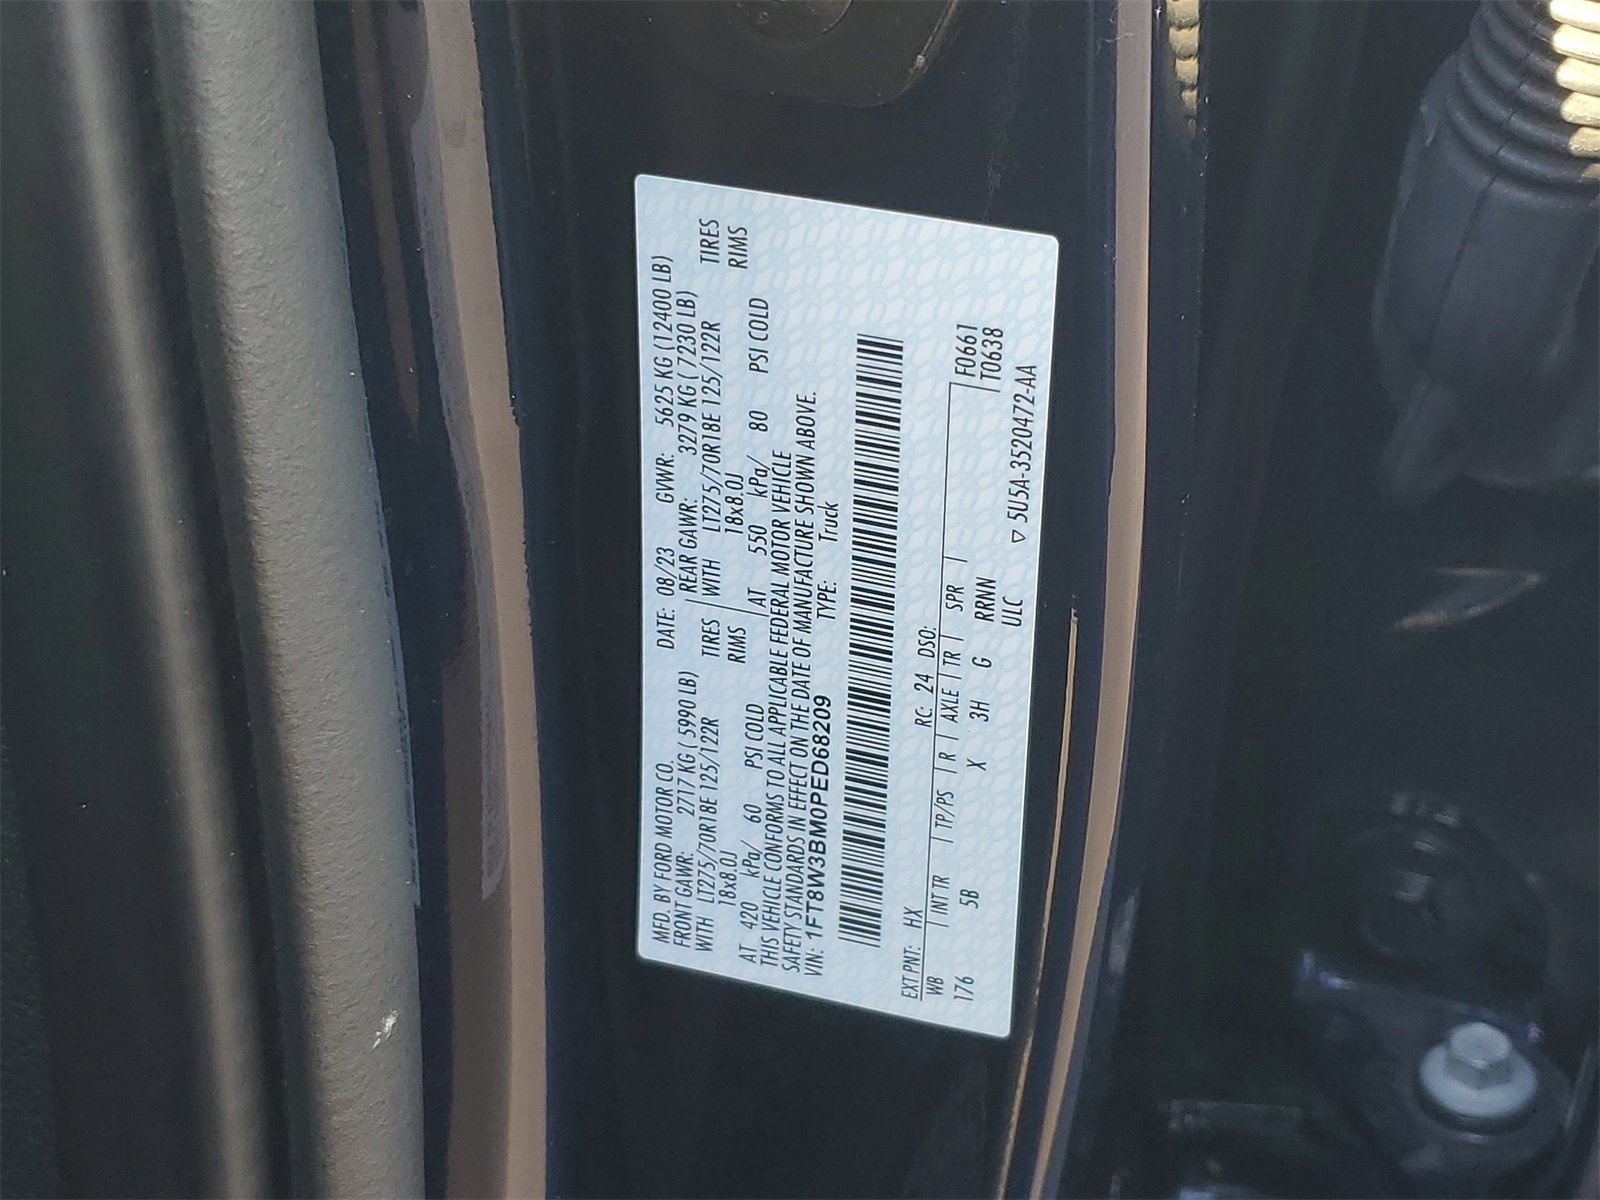 MFD. BY FORD MOTOR CO. DATE: 08/23 GVWR: 5625 KG (12400 LB)
FRONT GAWR: 2717 KG ( 5990 LB) REAR GAWR: 3279 KG ( 7230 LB)
WITH LT275/70R18E 125/122R TIRES WITH LT275/70R18E 125/122R TIRES
18x8.0J RIMS 18x8.0J RIMS
AT 420 kPa/ 60 PSI COLD AT 550 kPa/ 80 PSI COLD
THIS VEHICLE CONFORMS TO ALL APPLICABLE FEDERAL MOTOR VEHICLE
SAFETY STANDARDS IN EFFECT ON THE DATE OF MANUFACTURE SHOWN ABOVE.
VIN: 1FT8W3BM0PED68209 TYPE: Truck
EXT PNT: HX RC: 24 DSO:
WB INT TR TP/PS R AXLE TR SPR F0661
176 5B X 3H G RRNN T0638
ULC ▽ 5U5A-3520472-AA